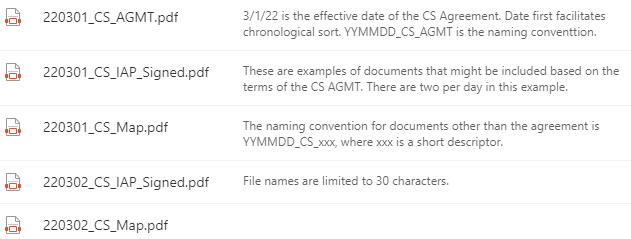 220301_CS_AGMT.pdf
3/1/22 is the effective date of the CS Agreement. Date first facilitates
chronological sort. YYMMDD_CS_AGMT is the naming conventtion.
220301_CS_IAP_Signed.pdf
These are examples of documents that might be included based on the
terms of the CS AGMT. There are two per day in this example.
220301_CS_Map.pdf
The naming convention for documents other than the agreement is
YYMMDD_CS_xxx, where xxx is a short descriptor.
220302_CS_IAP_Signed.pdf
File names are limited to 30 characters.
220302_CS_Map.pdf